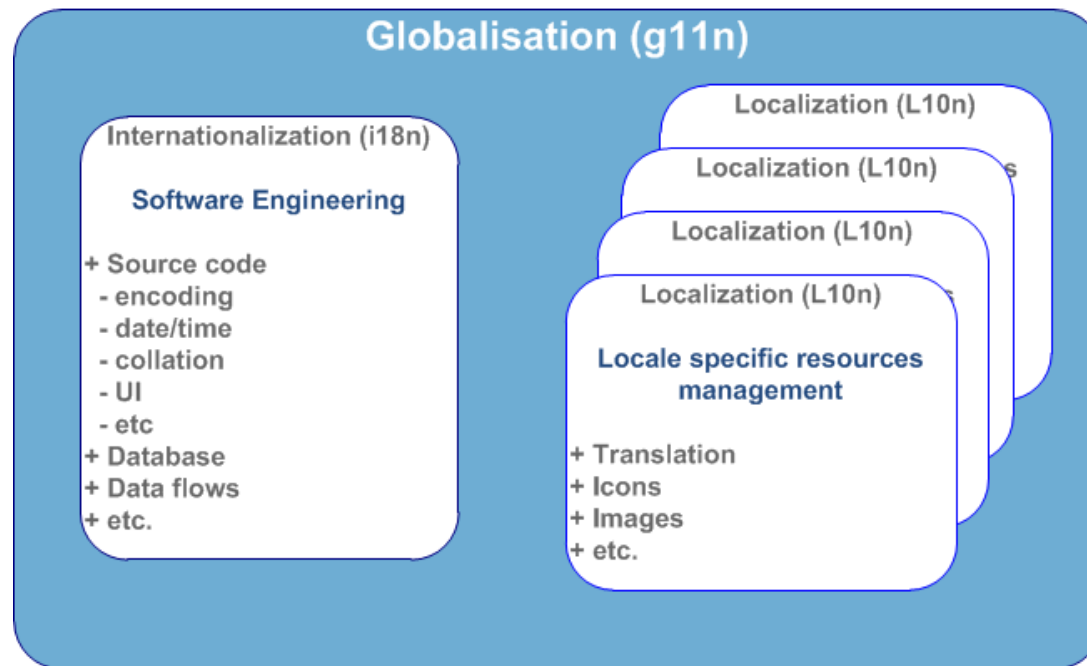 Globalisation (g11n)
Internationalization (i18n)
Software Engineering
+ Source code
- encoding
- date/time
- collation
- UI
- etc
+ Database
+ Data flows
+ etc.
Localization (L10n)
Localization (L10n)
Localization (L10n)
Localization (L10n)
Locale specific resources
management
+ Translation
+ Icons
+ Images
+ etc.